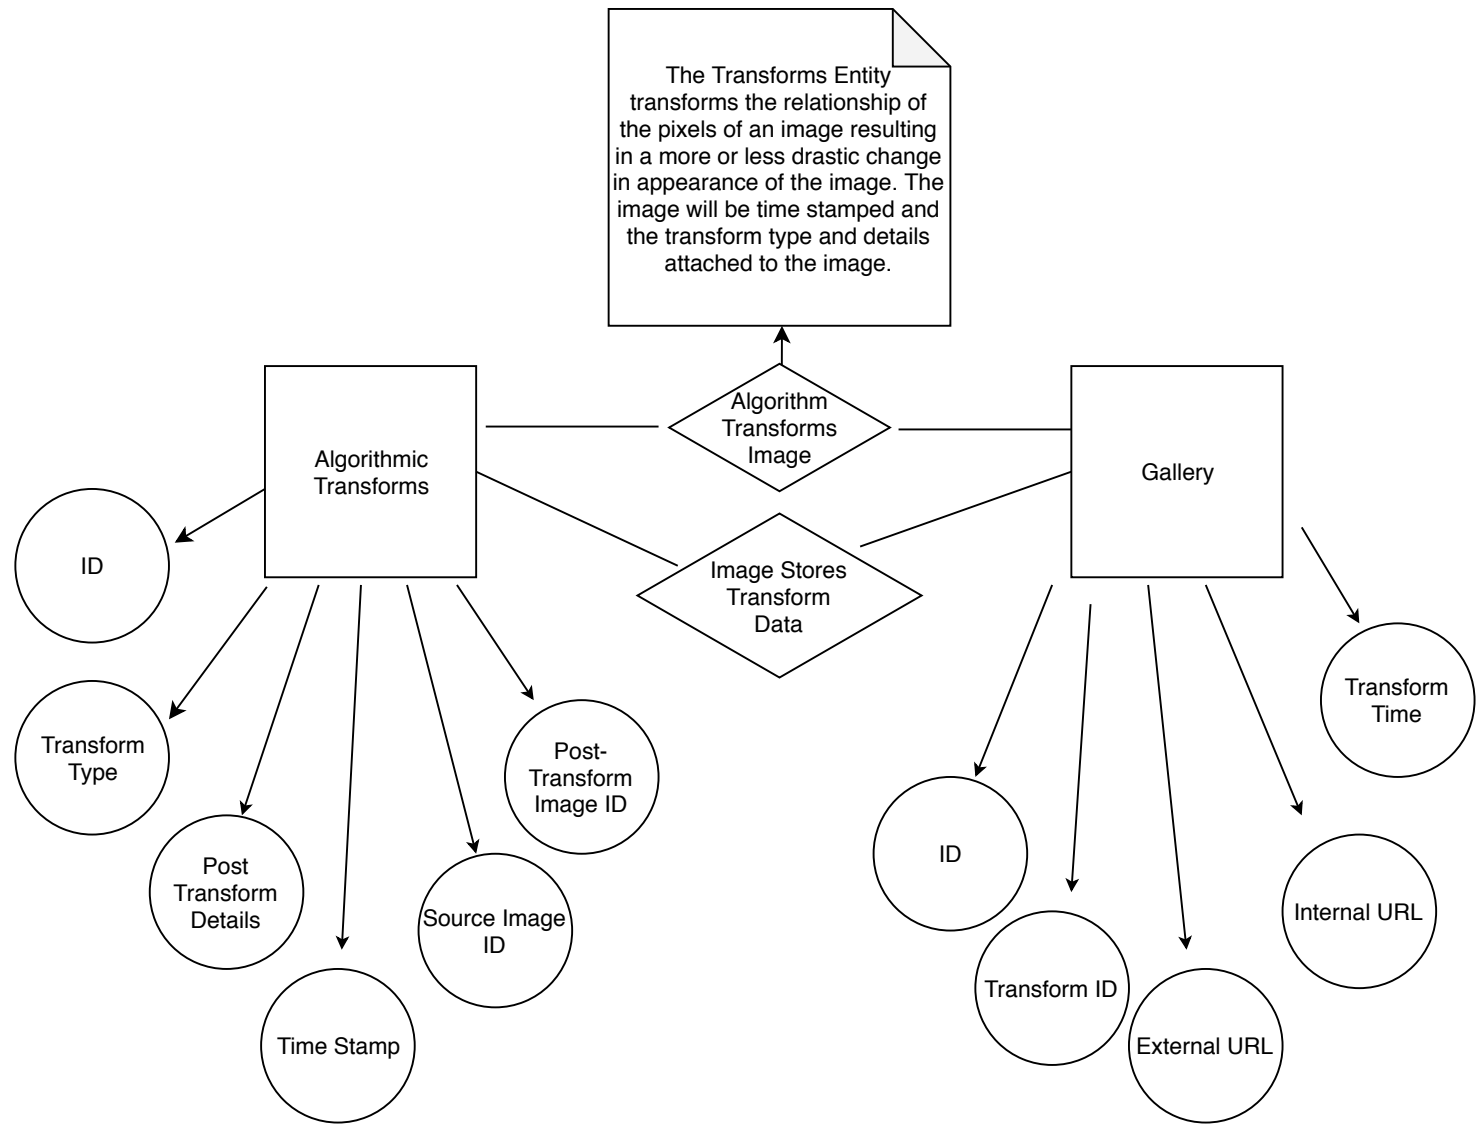 The Transforms Entity
transforms the relationship of
the pixels of an image resulting
in a more or less drastic change
in appearance of the image. The
image will be time stamped and
the transform type and details
attached to the image.
Algorithmic
Transforms
Algorithm
Transforms
Image
Gallery
Image Stores
Transform
Data
ID
Transform
Type
Post
Transform
Details
Time Stamp
Source Image
ID
Post-
Transform
Image ID
ID
Transform ID
External URL
Internal URL
Transform
Time